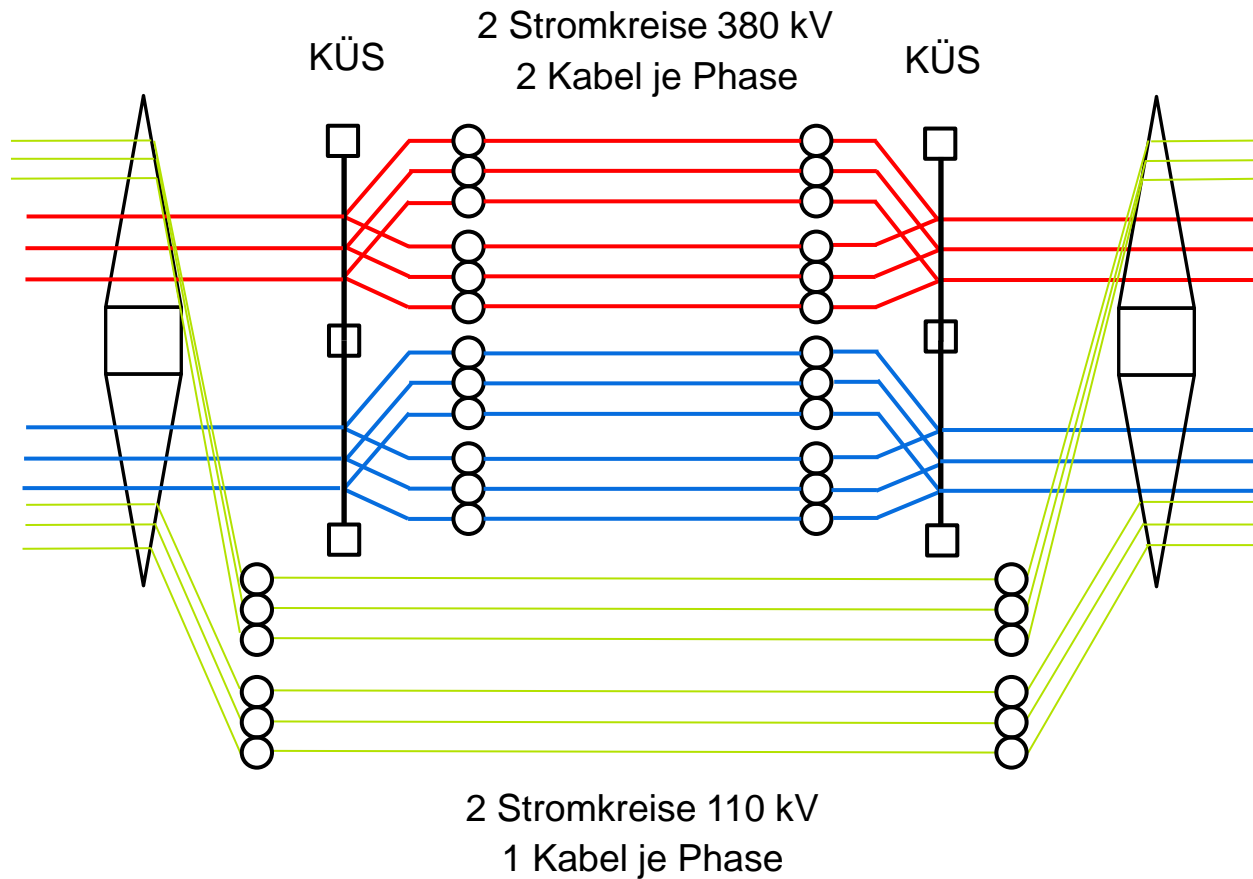 2 Stromkreise 380 kV
2 Kabel je Phase
KÜS
KÜS
2 Stromkreise 110 kV
1 Kabel je Phase